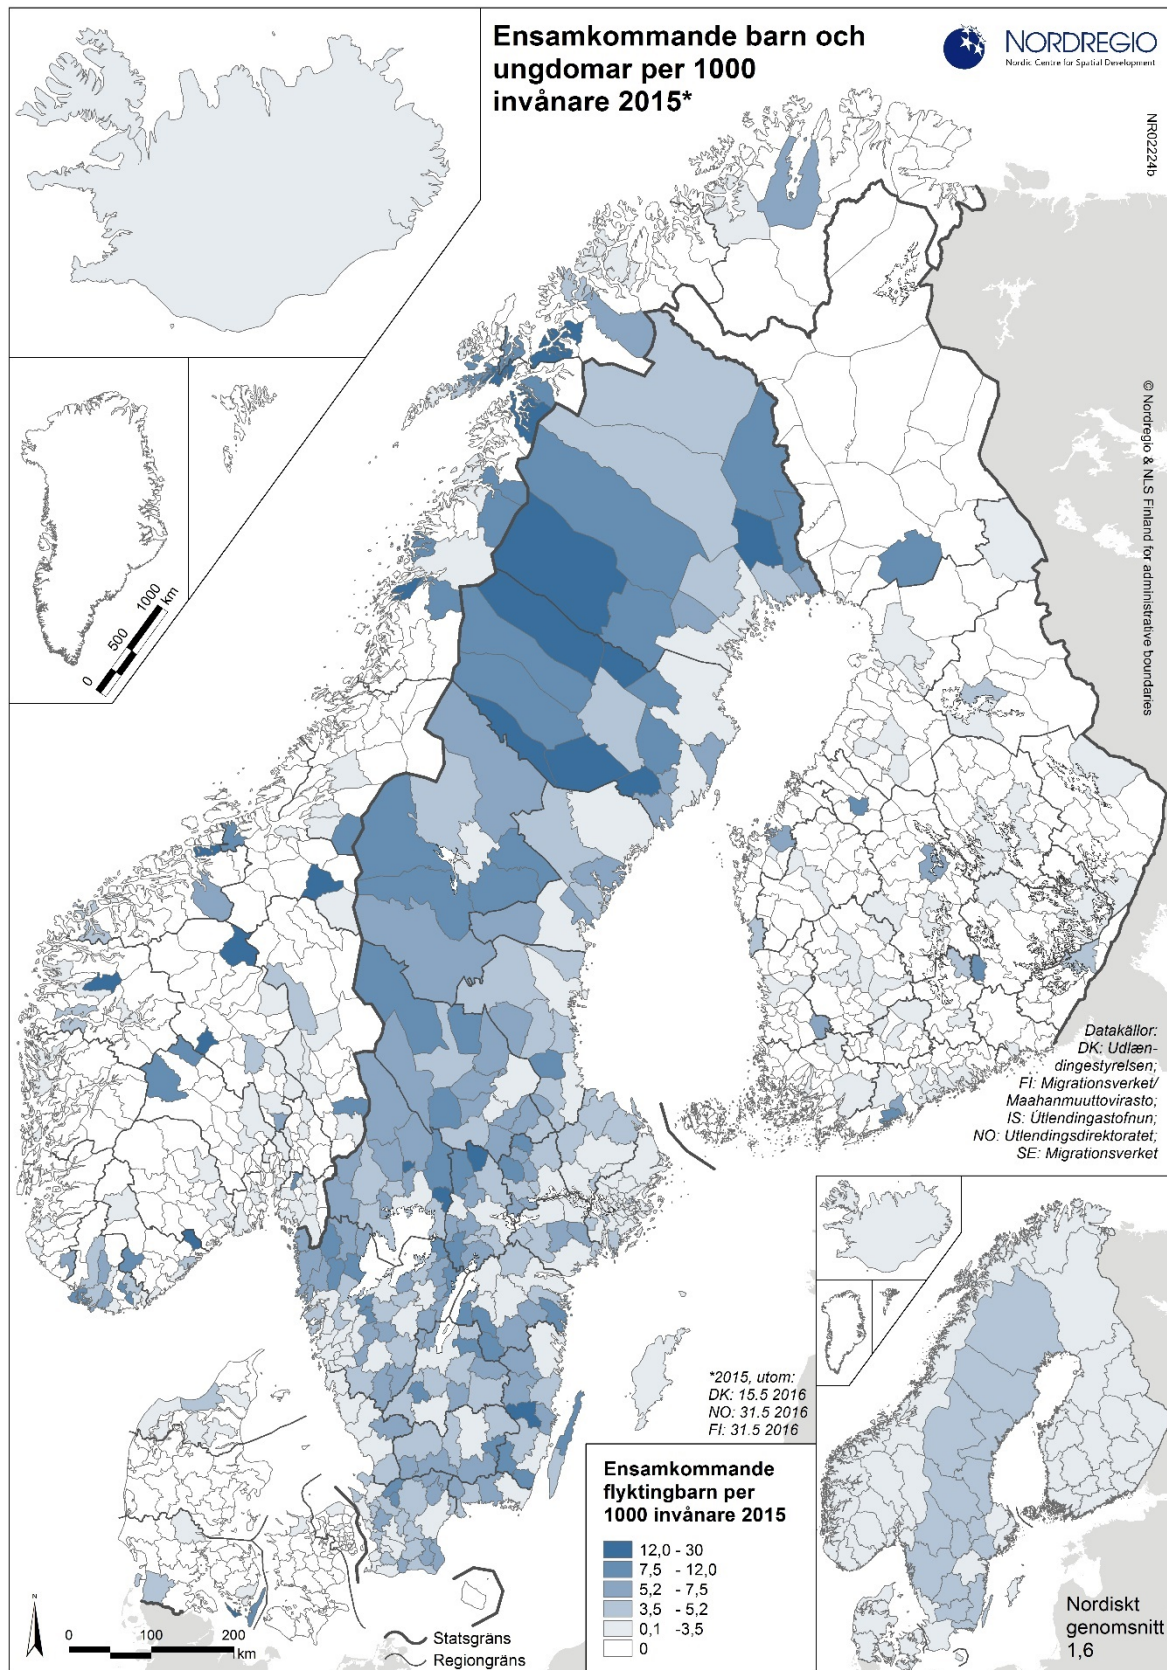 Ensamkommande barn och
ungdomar per 1000
invånare 2015*
NORDREGIO
Nordic Centre for Spatial Development
NR02224b
© Nordregio & NLS Finland for administrative boundaries
0 500 1000
km
Datakällor:
DK: Udlæn-
dingestyrelsen;
FI: Migrationsverket/
Maahanmuuttovirasto;
IS: Útlendingastofnun;
NO: Utlendingsdirektoratet;
SE: Migrationsverket
*2015, utom:
DK: 15.5 2016
NO: 31.5 2016
FI: 31.5 2016
Ensamkommande
flyktingbarn per
1000 invånare 2015
12,0 - 30
7,5 - 12,0
5,2 - 7,5
3,5 - 5,2
0,1 -3,5
0
Nordiskt
genomsnitt
1,6
N
0 100 200
km
Statsgräns
Regiongräns